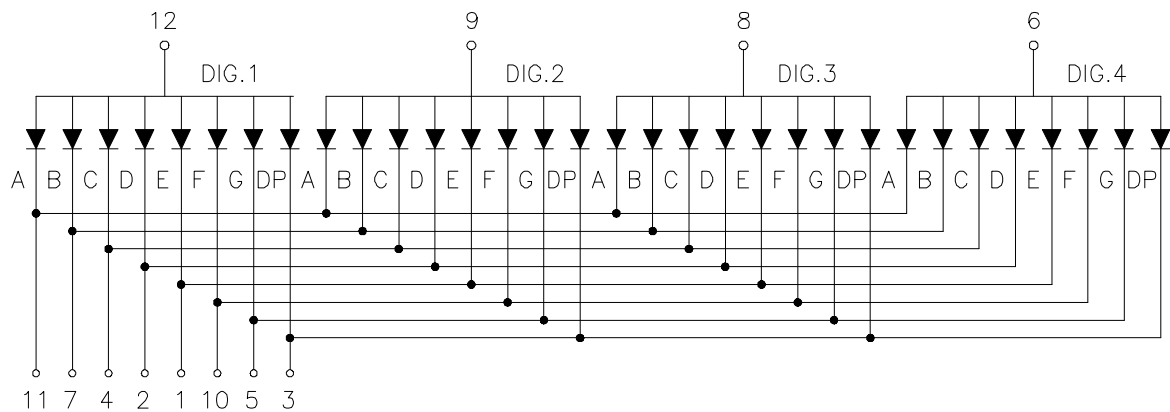 12 9 8 6
DIG.1 DIG.2 DIG.3 DIG.4
A B C D E F G DP A B C D E F G DP A B C D E F G DP A B C D E F G DP
11 7 4 2 1 10 5 3